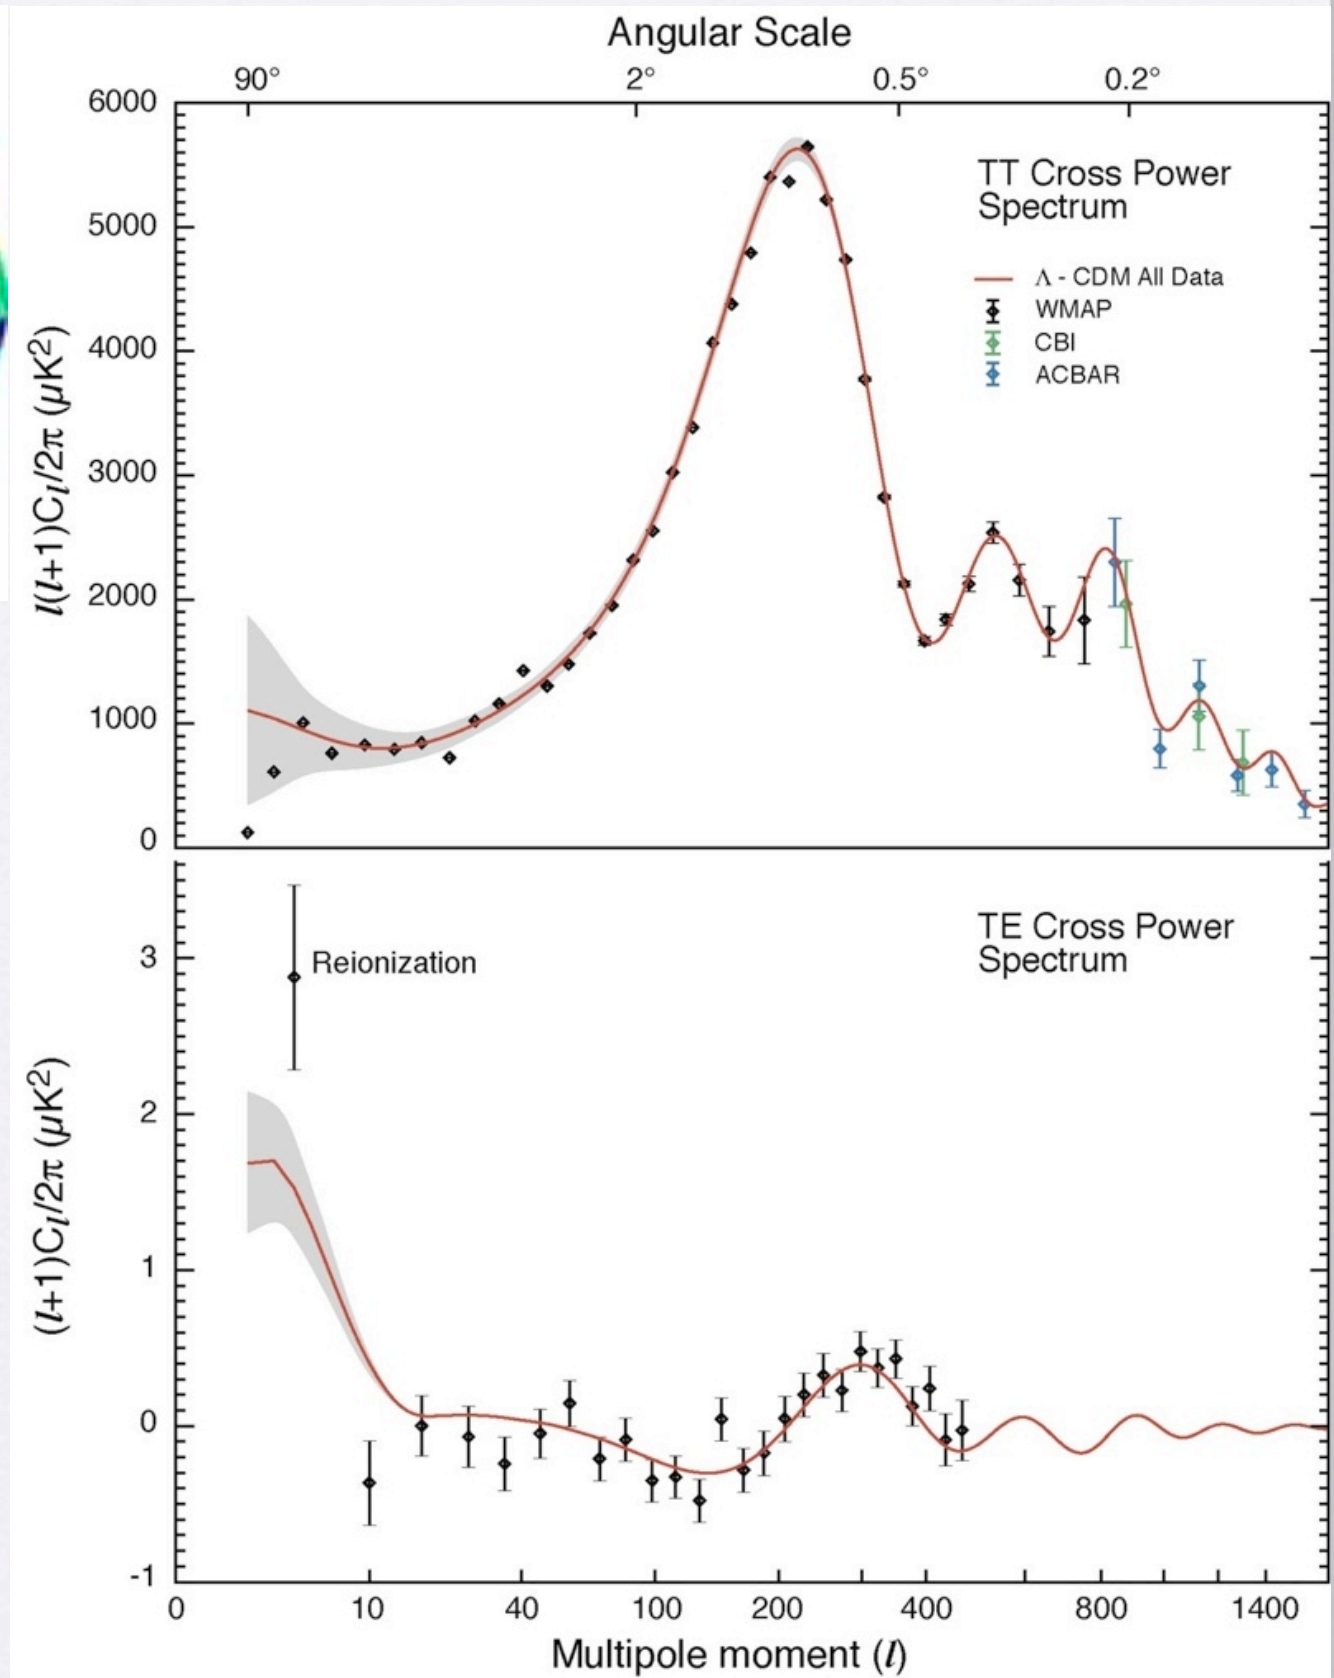 Angular Scale
90° 2° 0.5° 0.2°
6000
5000
4000
3000
2000
1000
0
l(l+1)Cl/2π (μK²)
TT Cross Power
Spectrum
Λ - CDM All Data
WMAP
CBI
ACBAR
3
2
1
0
-1
(l+1)Cl/2π (μK²)
Reionization
TE Cross Power
Spectrum
0 10 40 100 200 400 800 1400
Multipole moment (l)